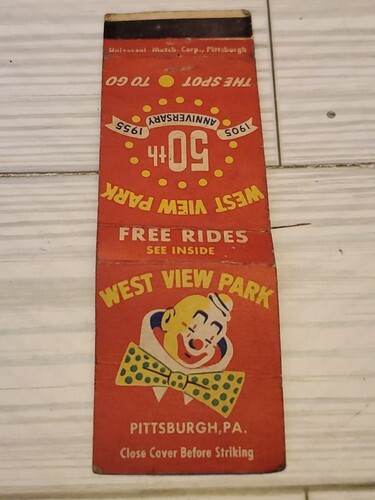 Universal Match Corp., Pittsburgh
THE SPOT TO GO
1905 ANNIVERSARY 1955
50th
WEST VIEW PARK
FREE RIDES
SEE INSIDE
WEST VIEW PARK
PITTSBURGH, PA.
Close Cover Before Striking